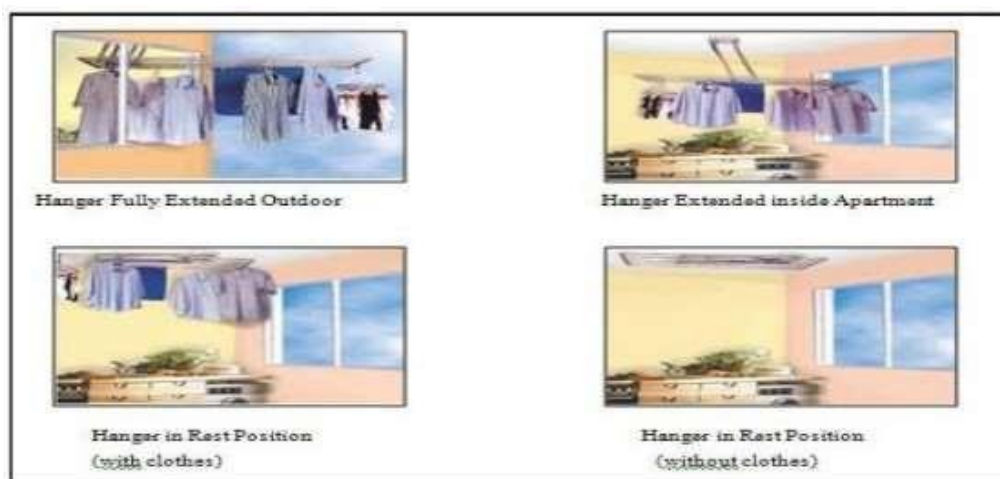 Hanger Fully Extended Outdoor
Hanger Extended inside Apartment
Hanger in Rest Position
(with clothes)
Hanger in Rest Position
(without clothes)